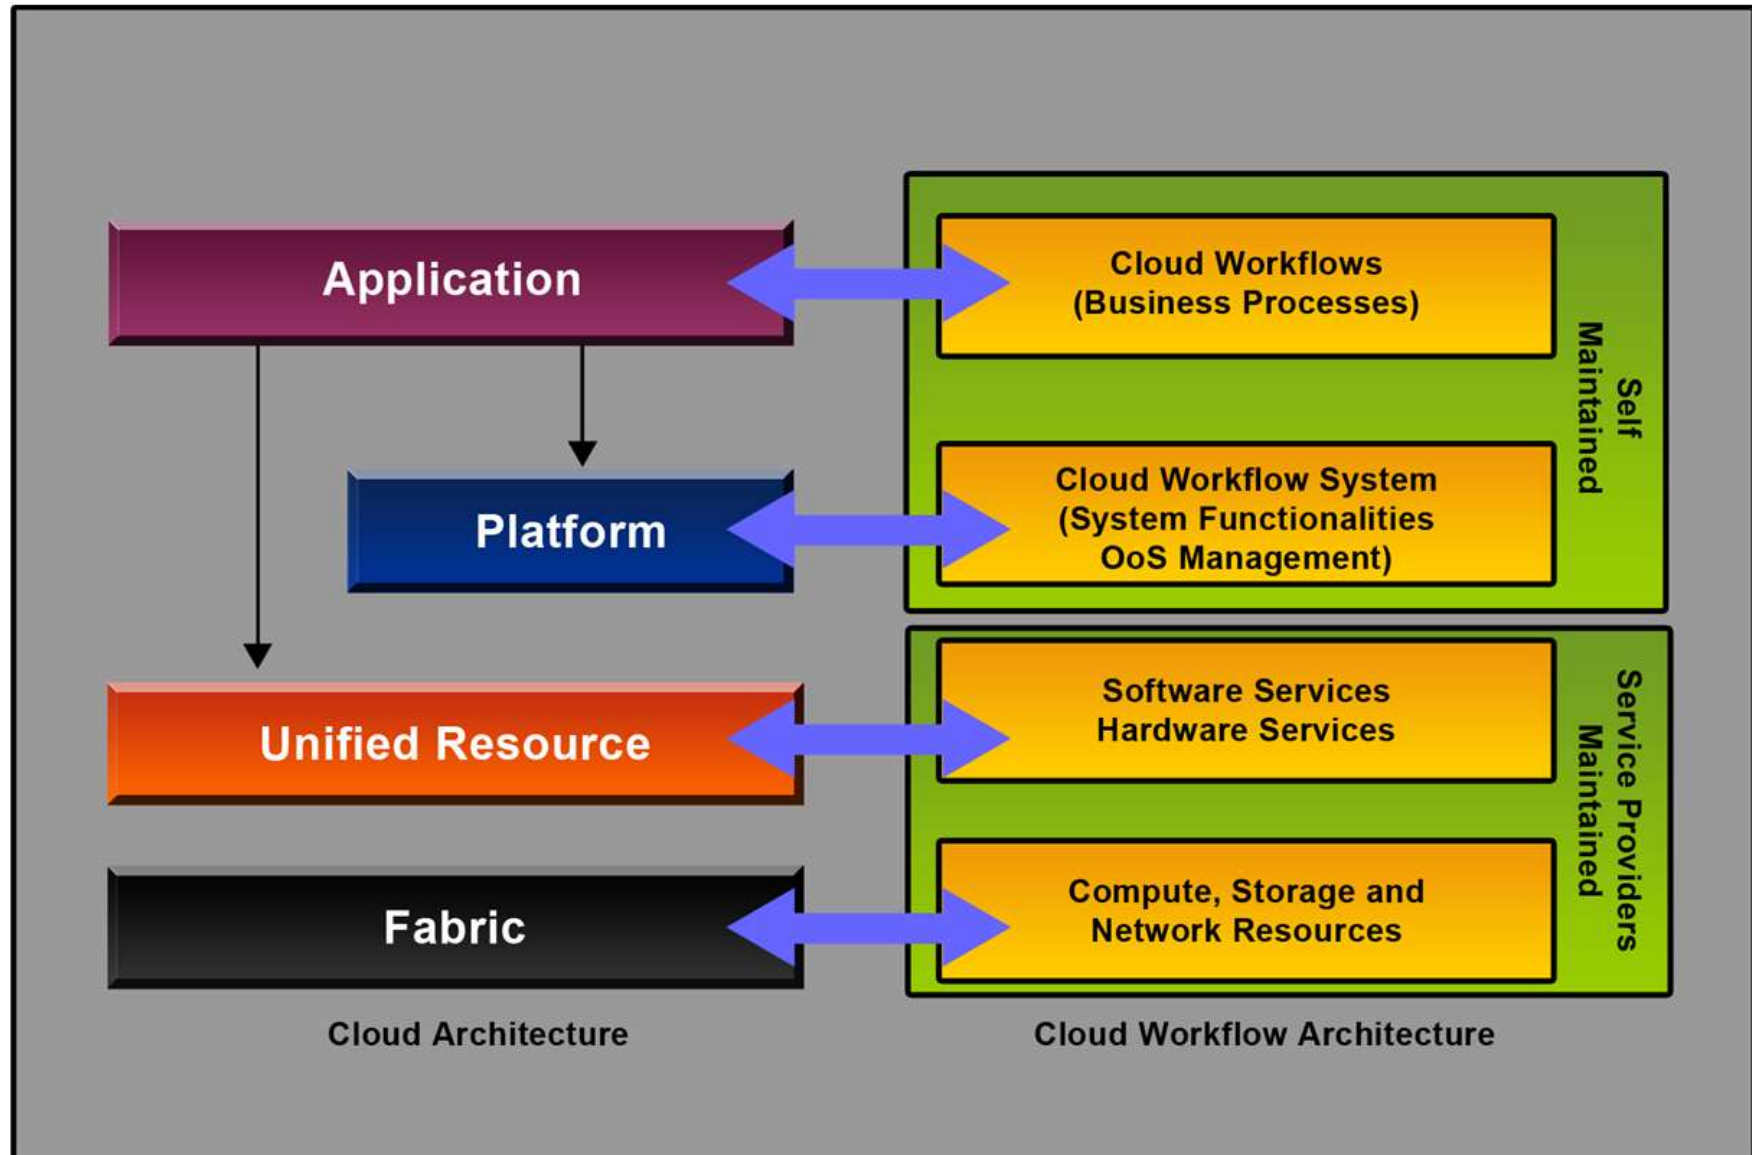 Application
Cloud Workflows
(Business Processes)
Self
Maintained
Platform
Cloud Workflow System
(System Functionalities
OoS Management)
Unified Resource
Software Services
Hardware Services
Service Providers
Maintained
Fabric
Compute, Storage and
Network Resources
Cloud Architecture
Cloud Workflow Architecture